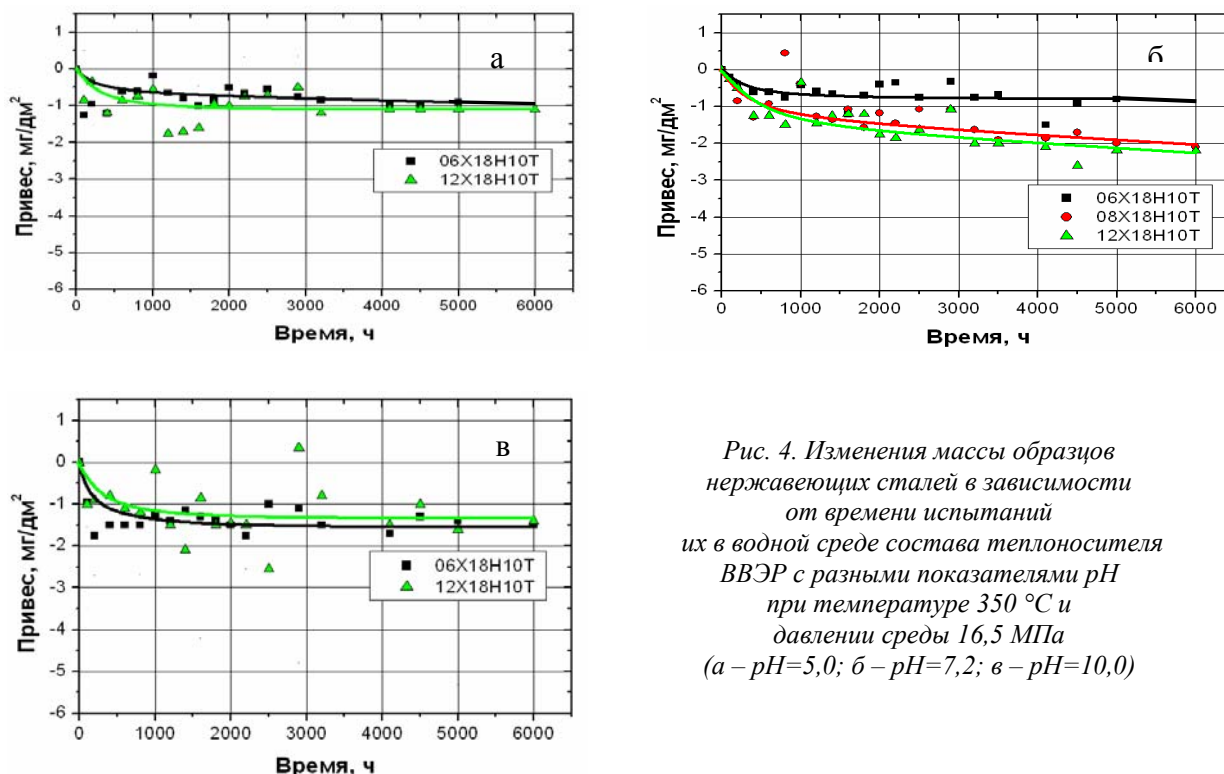 1
0
-1
-2
-3
-4
-5
-6
Привес, мг/дм²
а
06Х18Н10Т
12Х18Н10Т
0 1000 2000 3000 4000 5000 6000
Время, ч
1
0
-1
-2
-3
-4
-5
-6
Привес, мг/дм²
б
06Х18Н10Т
08Х18Н10Т
12Х18Н10Т
0 1000 2000 3000 4000 5000 6000
Время, ч
1
0
-1
-2
-3
-4
-5
-6
Привес, мг/дм²
в
06Х18Н10Т
12Х18Н10Т
0 1000 2000 3000 4000 5000 6000
Время, ч
Рис. 4. Изменения массы образцов
нержавеющих сталей в зависимости
от времени испытаний
их в водной среде состава теплоносителя
ВВЭР с разными показателями рН
при температуре 350 °С и
давлении среды 16,5 МПа
(а – рН=5,0; б – рН=7,2; в – рН=10,0)